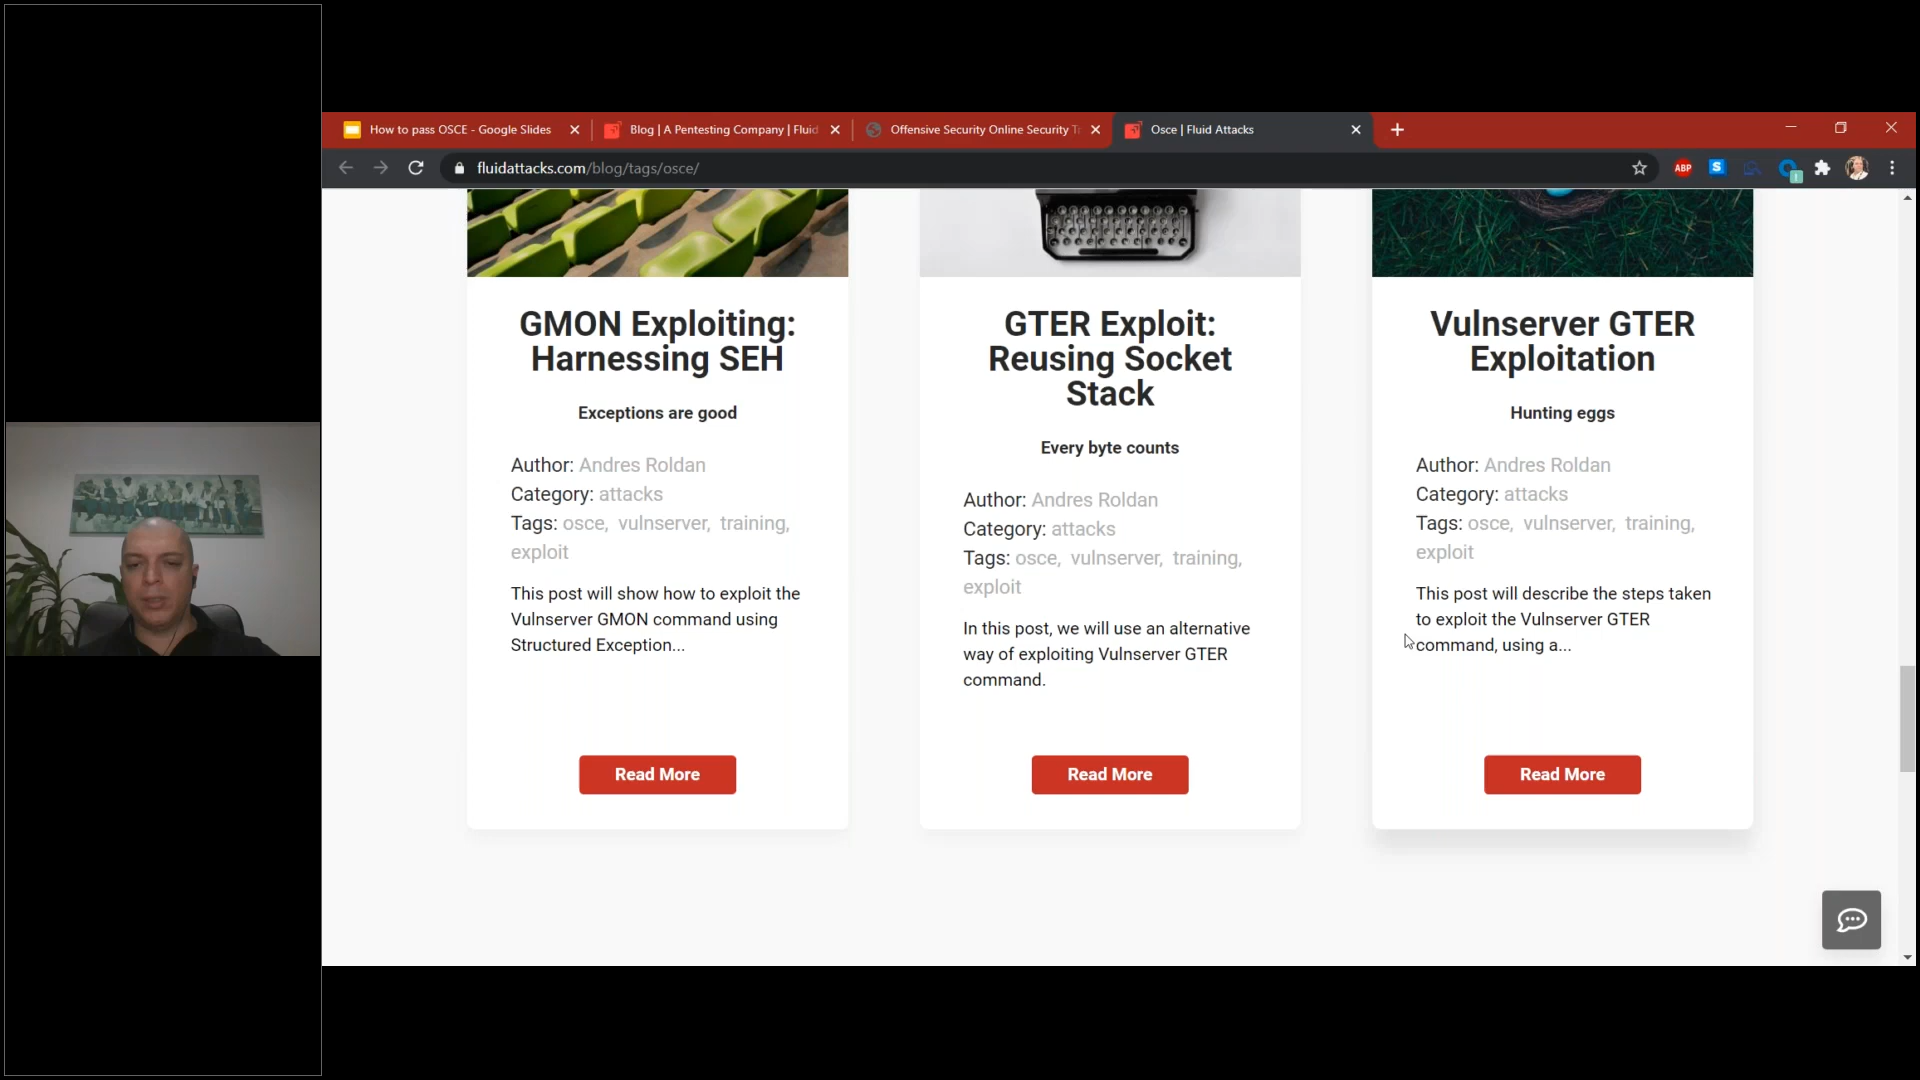 How to pass OSCE - Google Slides
Blog | A Pentesting Company | Fluid
Offensive Security Online Security Tr
Osce | Fluid Attacks
fluidattacks.com/blog/tags/osce/
ABP
S
GMON Exploiting:
Harnessing SEH
Exceptions are good
Author: Andres Roldan
Category: attacks
Tags: osce, vulnserver, training,
exploit
This post will show how to exploit the
Vulnserver GMON command using
Structured Exception...
Read More
GTER Exploit:
Reusing Socket
Stack
Every byte counts
Author: Andres Roldan
Category: attacks
Tags: osce, vulnserver, training,
exploit
In this post, we will use an alternative
way of exploiting Vulnserver GTER
command.
Read More
Vulnserver GTER
Exploitation
Hunting eggs
Author: Andres Roldan
Category: attacks
Tags: osce, vulnserver, training,
exploit
This post will describe the steps taken
to exploit the Vulnserver GTER
command, using a...
Read More